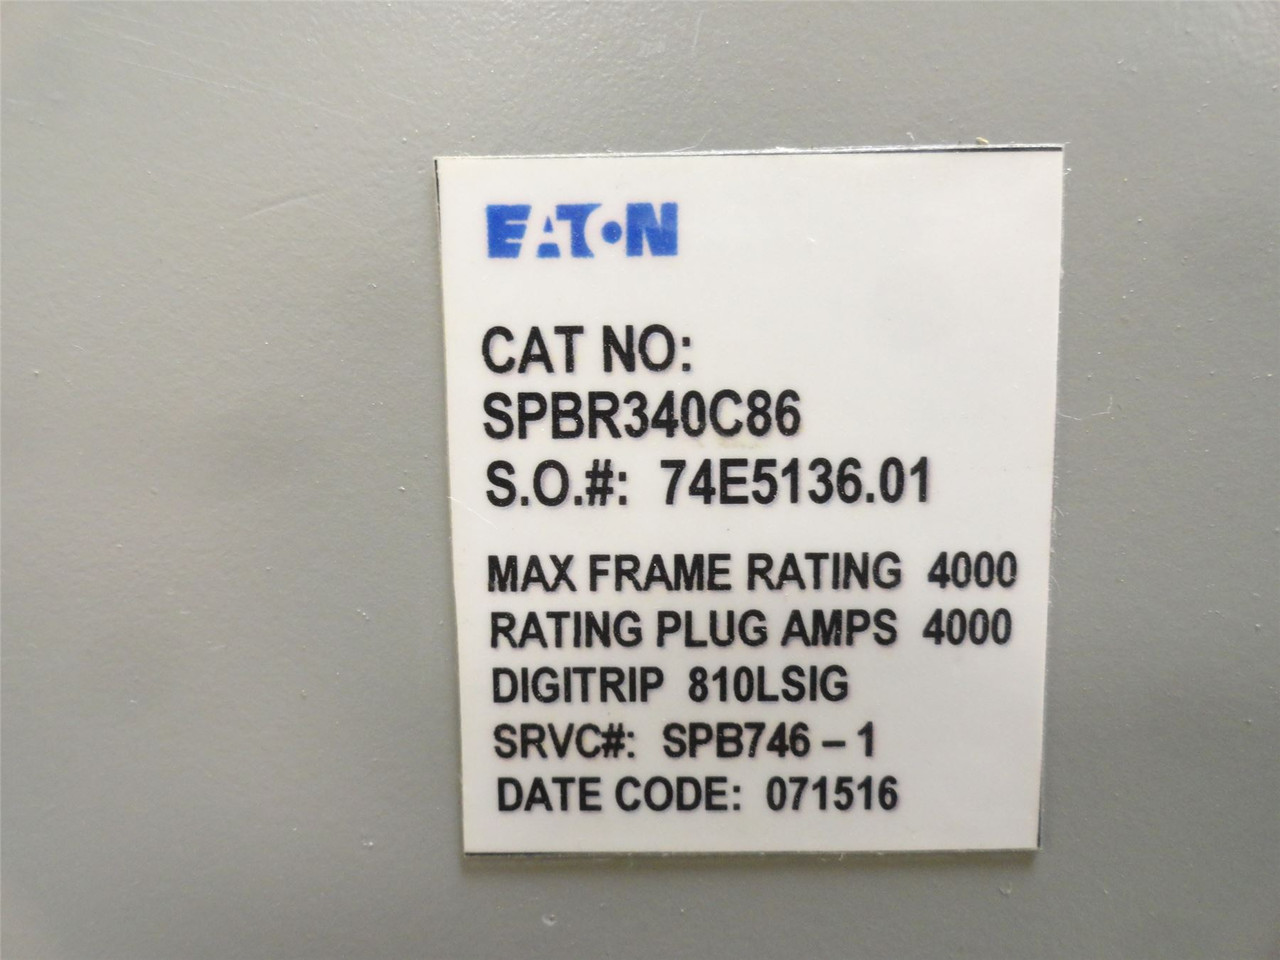 EATON
CAT NO:
SPBR340C86
S.O.#: 74E5136.01
MAX FRAME RATING 4000
RATING PLUG AMPS 4000
DIGITRIP 810LSIG
SRVC#: SPB746 – 1
DATE CODE: 071516